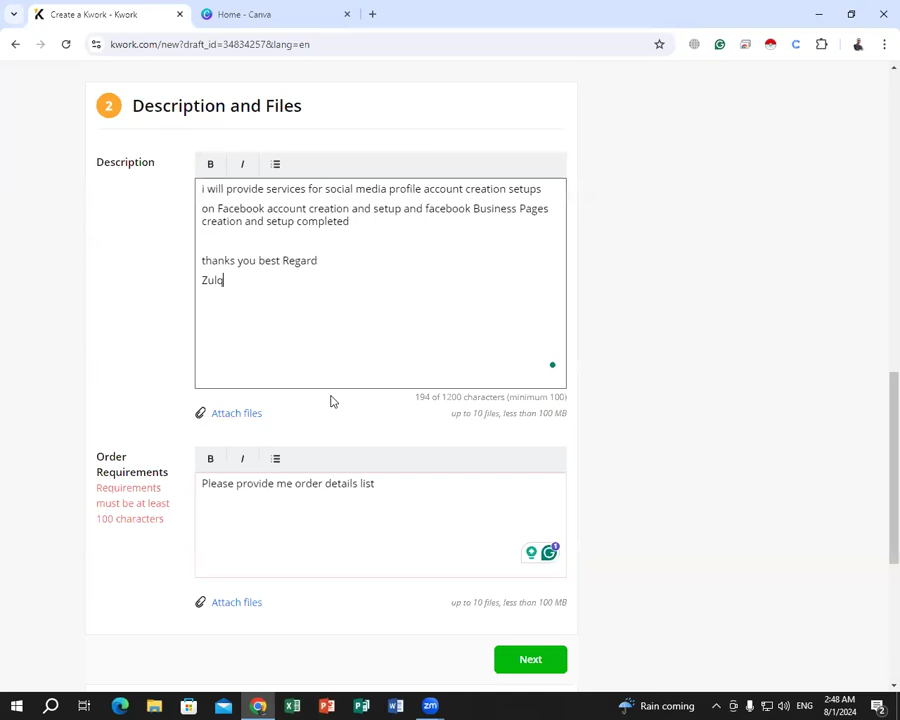 Create a Kwork - Kwork
Home - Canva
kwork.com/new?draft_id=34834257&lang=en
2 Description and Files
Description
B I
i will provide services for social media profile account creation setups
on Facebook account creation and setup and facebook Business Pages
creation and setup completed
thanks you best Regard
Zulq
194 of 1200 characters (minimum 100)
Attach files
up to 10 files, less than 100 MB
Order
Requirements
Requirements
must be at least
100 characters
B I
Please provide me order details list
1
Attach files
up to 10 files, less than 100 MB
Next
Rain coming
ENG
2:48 AM
8/1/2024
2